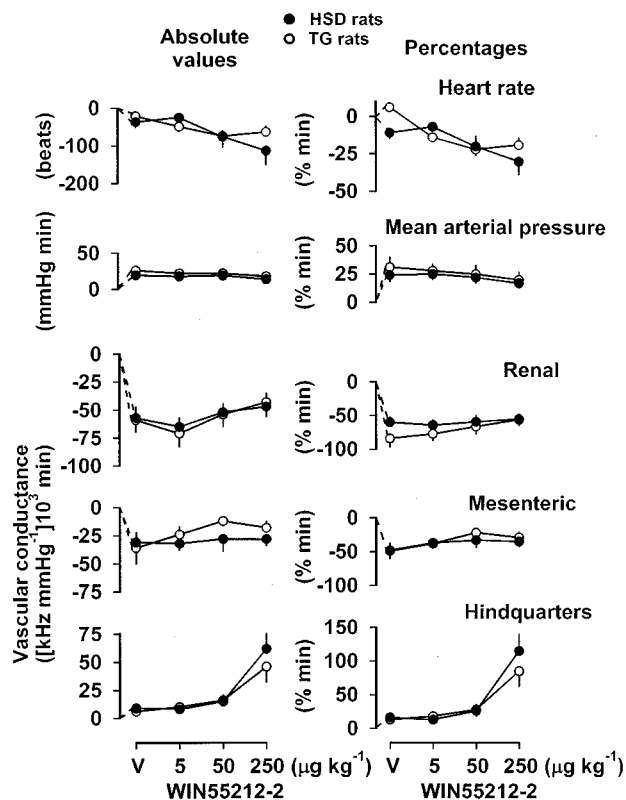 ● HSD rats
○ TG rats
Absolute
values
Percentages
Heart rate
0
-100
-200
(beats)
0
-25
-50
(% min)
Mean arterial pressure
50
0
(mmHg min)
50
25
0
(% min)
Renal
0
-25
-50
-75
-100
0
-50
-100
(% min)
Mesenteric
0
-25
-50
-75
0
-50
-100
(% min)
Vascular conductance
([kHz mmHg⁻¹]10³ min)
Hindquarters
75
50
25
0
150
100
50
0
(% min)
V 5 50 250 (μg kg⁻¹) V 5 50 250 (μg kg⁻¹)
WIN55212-2 WIN55212-2